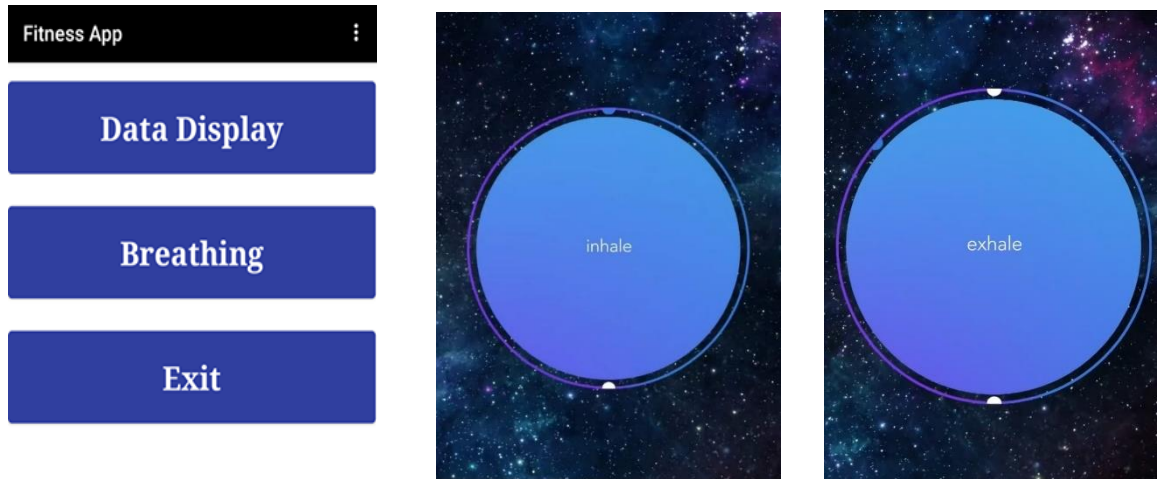 Fitness App
Data Display
Breathing
Exit
inhale
exhale